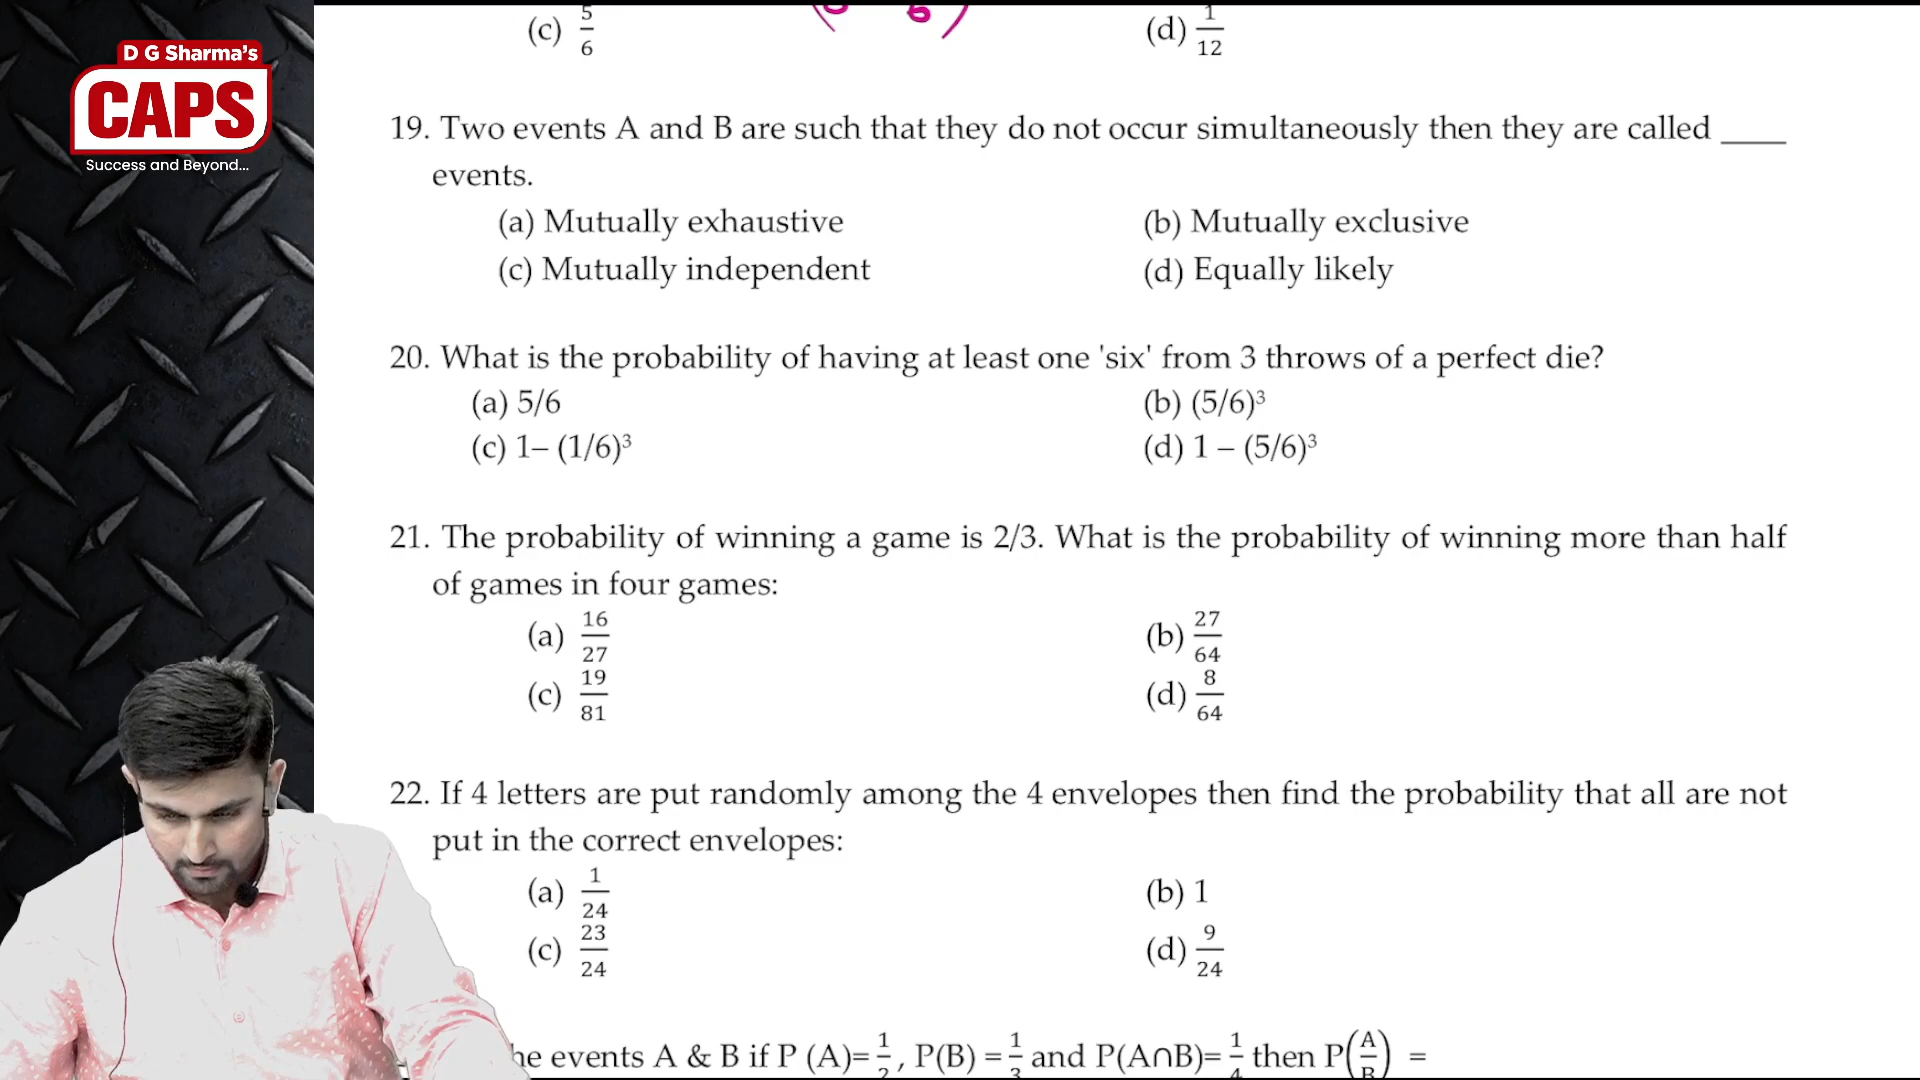 D G Sharma's
CAPS
Success and Beyond...
(c) 5/6 (d) 1/12
19. Two events A and B are such that they do not occur simultaneously then they are called ____
events.
(a) Mutually exhaustive (b) Mutually exclusive
(c) Mutually independent (d) Equally likely
20. What is the probability of having at least one 'six' from 3 throws of a perfect die?
(a) 5/6 (b) (5/6)³
(c) 1– (1/6)³ (d) 1 – (5/6)³
21. The probability of winning a game is 2/3. What is the probability of winning more than half
of games in four games:
(a) 16/27 (b) 27/64
(c) 19/81 (d) 8/64
22. If 4 letters are put randomly among the 4 envelopes then find the probability that all are not
put in the correct envelopes:
(a) 1/24 (b) 1
(c) 23/24 (d) 9/24
he events A & B if P (A)= 1/2 , P(B) = 1/3 and P(A∩B)= 1/4 then P(A/B) =